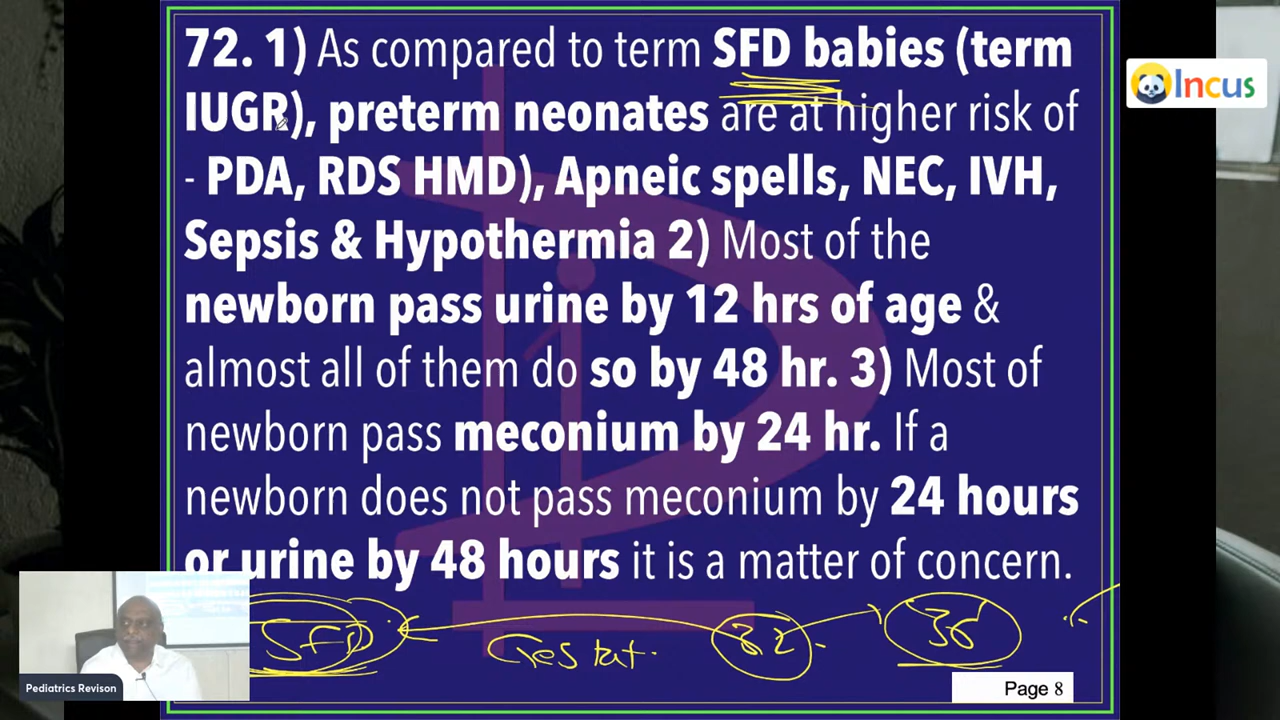 72. 1) As compared to term SFD babies (term
IUGR), preterm neonates are at higher risk of
- PDA, RDS HMD), Apneic spells, NEC, IVH,
Sepsis & Hypothermia 2) Most of the
newborn pass urine by 12 hrs of age &
almost all of them do so by 48 hr. 3) Most of
newborn pass meconium by 24 hr. If a
newborn does not pass meconium by 24 hours
or urine by 48 hours it is a matter of concern.
SFD Gestat. 32 36
Page 8
Incus
Pediatrics Revison